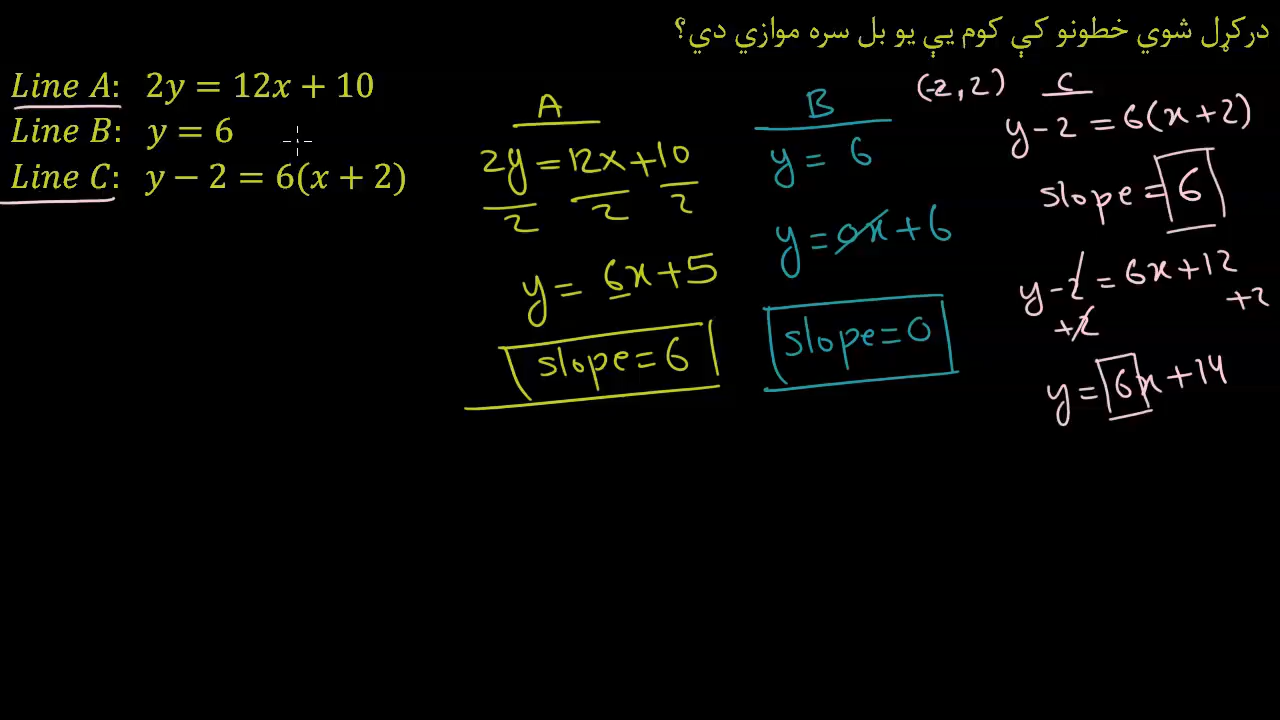 درکړل شوي خطونو کې کوم یې یو بل سره موازي دي؟
Line A: 2y = 12x + 10
Line B: y = 6
Line C: y − 2 = 6(x + 2)
A
2y = 12x + 10
2 2 2
y = 6x + 5
slope = 6
B
y = 6
y = 0x + 6
slope = 0
(-2, 2)
C
y - 2 = 6(x + 2)
slope = 6
y - 2 = 6x + 12
+2 +2
y = 6x + 14